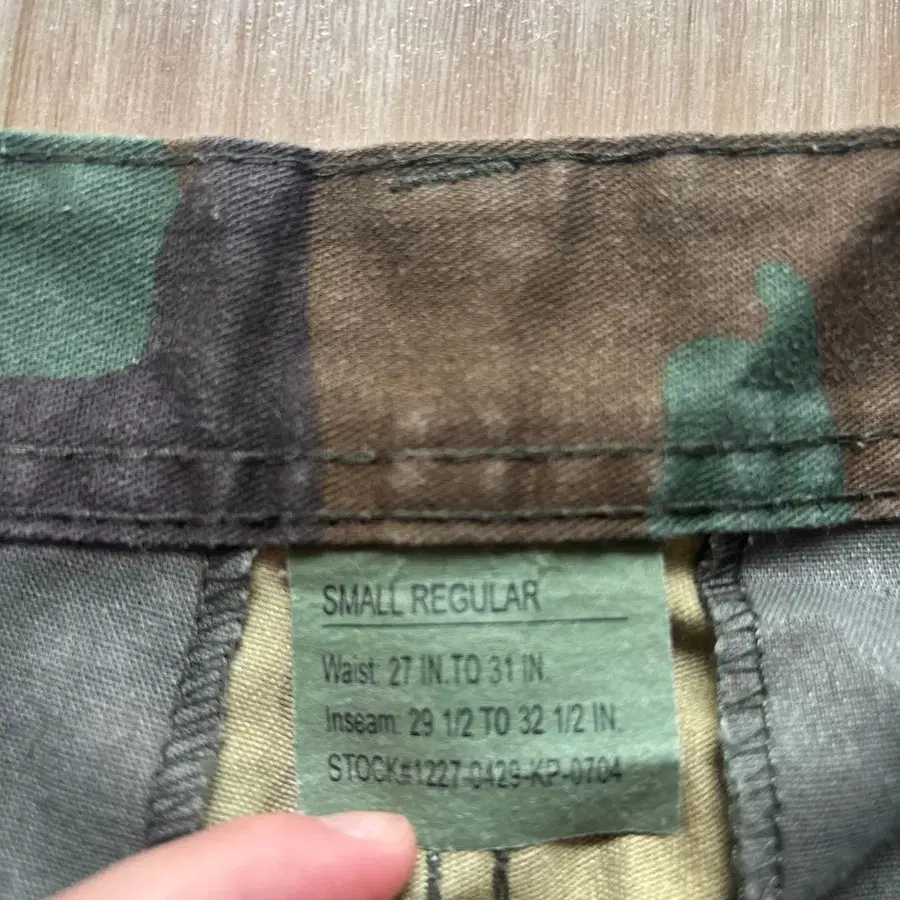 SMALL REGULAR
Waist: 27 IN.TO 31 IN.
Inseam: 29 1/2 TO 32 1/2 IN.
STOCK#1227-0429-KP-0704